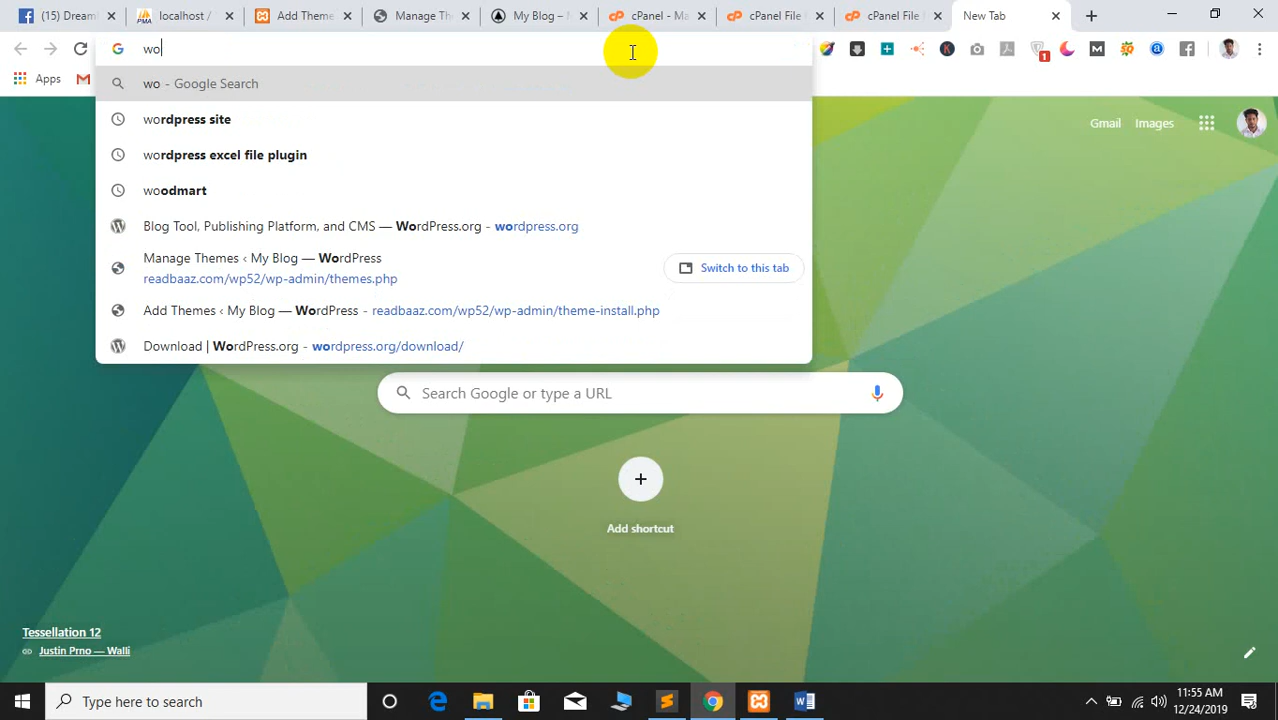 (15) Dream
localhost /
Add Theme
Manage Th
My Blog –
cPanel - Ma
cPanel File
cPanel File
New Tab
wo
1
Apps
wo - Google Search
wordpress site
wordpress excel file plugin
woodmart
Blog Tool, Publishing Platform, and CMS — WordPress.org - wordpress.org
Manage Themes ‹ My Blog — WordPress
readbaaz.com/wp52/wp-admin/themes.php
Switch to this tab
Add Themes ‹ My Blog — WordPress - readbaaz.com/wp52/wp-admin/theme-install.php
Download | WordPress.org - wordpress.org/download/
Gmail Images
Search Google or type a URL
Add shortcut
Tessellation 12
Justin Prno — Walli
Type here to search
11:55 AM
12/24/2019